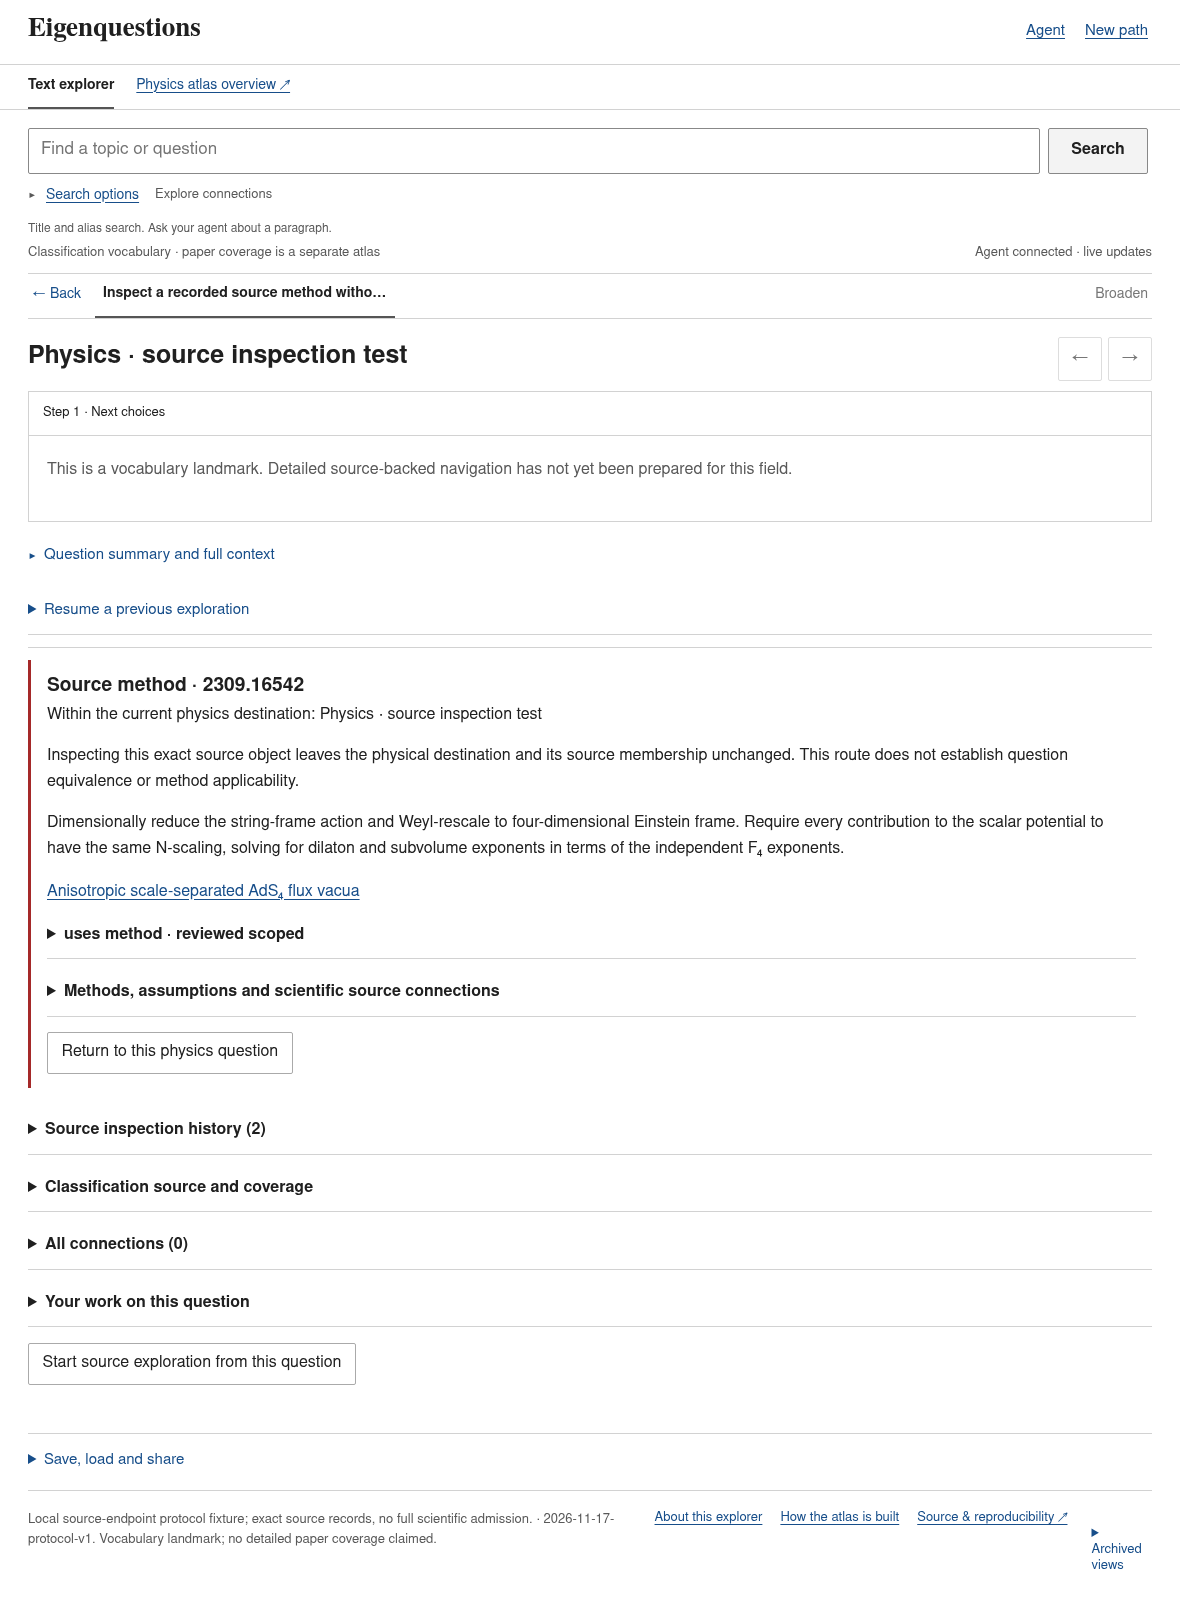 Eigenquestions
Agent New path
Text explorer Physics atlas overview ↗
Find a topic or question Search
▸ Search options Explore connections
Title and alias search. Ask your agent about a paragraph.
Classification vocabulary · paper coverage is a separate atlas Agent connected · live updates
← Back Inspect a recorded source method witho… Broaden
Physics · source inspection test ← →
Step 1 · Next choices
This is a vocabulary landmark. Detailed source-backed navigation has not yet been prepared for this field.
▸ Question summary and full context
▶ Resume a previous exploration
Source method · 2309.16542
Within the current physics destination: Physics · source inspection test
Inspecting this exact source object leaves the physical destination and its source membership unchanged. This route does not establish question
equivalence or method applicability.
Dimensionally reduce the string-frame action and Weyl-rescale to four-dimensional Einstein frame. Require every contribution to the scalar potential to
have the same N-scaling, solving for dilaton and subvolume exponents in terms of the independent F₄ exponents.
Anisotropic scale-separated AdS₄ flux vacua
▶ uses method · reviewed scoped
▶ Methods, assumptions and scientific source connections
Return to this physics question
▶ Source inspection history (2)
▶ Classification source and coverage
▶ All connections (0)
▶ Your work on this question
Start source exploration from this question
▶ Save, load and share
Local source-endpoint protocol fixture; exact source records, no full scientific admission. · 2026-11-17-
protocol-v1. Vocabulary landmark; no detailed paper coverage claimed.
About this explorer How the atlas is built Source & reproducibility ↗
▶
Archived
views